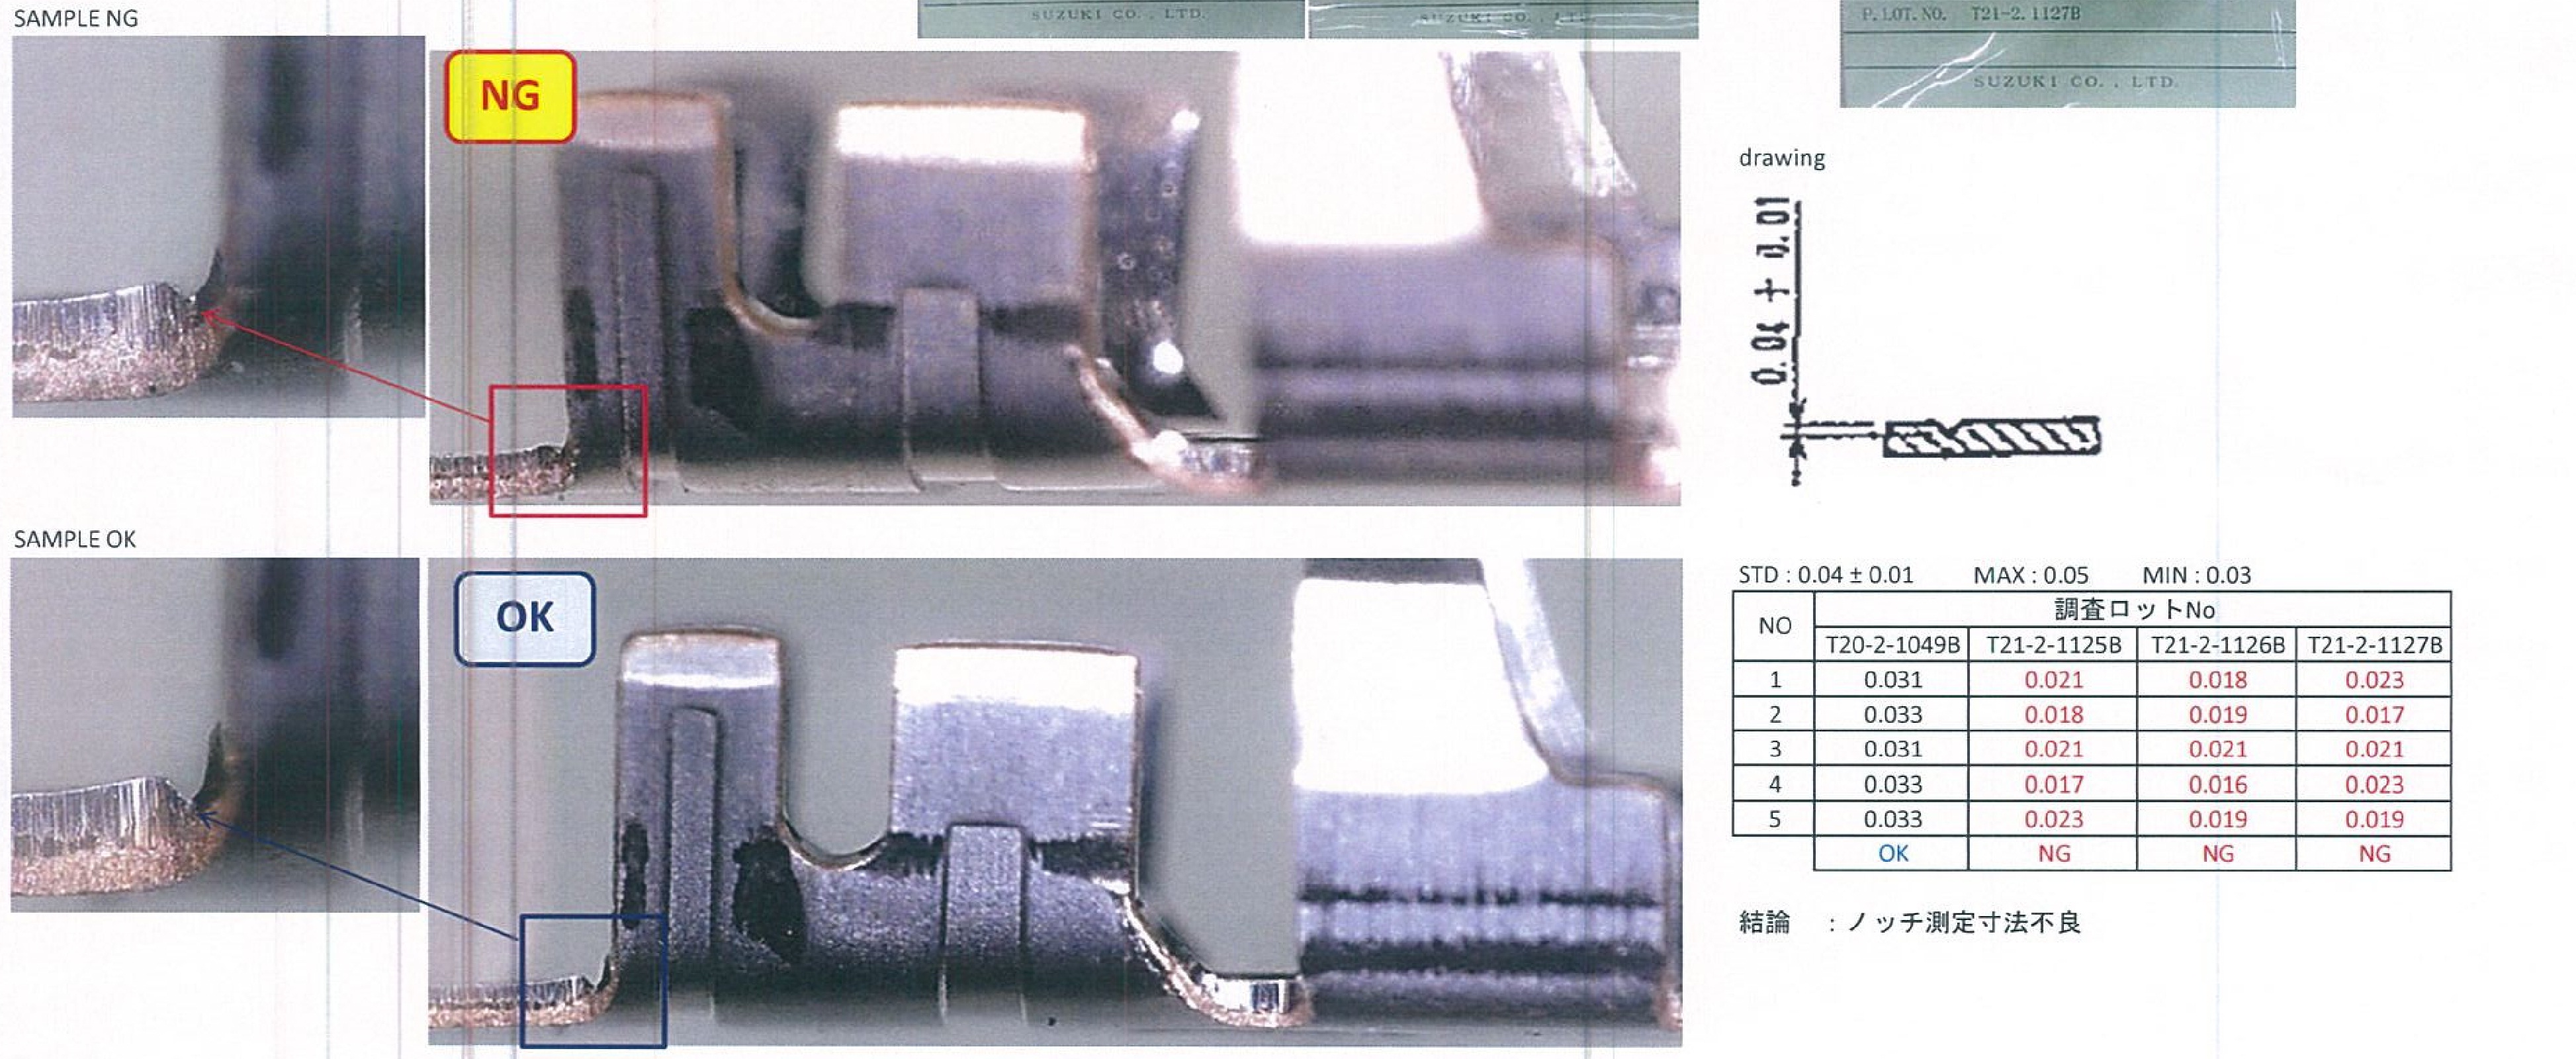 SAMPLE NG
SUZUKI CO., LTD.
SUZUKI CO., LTD.
P. LOT. NO. T21-2. 1127B
SUZUKI CO., LTD.
NG
drawing
0.04 ± 0.01
SAMPLE OK
OK
STD : 0.04 ± 0.01 MAX : 0.05 MIN : 0.03
NO 調査ロットNo
T20-2-1049B T21-2-1125B T21-2-1126B T21-2-1127B
1 0.031 0.021 0.018 0.023
2 0.033 0.018 0.019 0.017
3 0.031 0.021 0.021 0.021
4 0.033 0.017 0.016 0.023
5 0.033 0.023 0.019 0.019
OK NG NG NG
結論 : ノッチ測定寸法不良